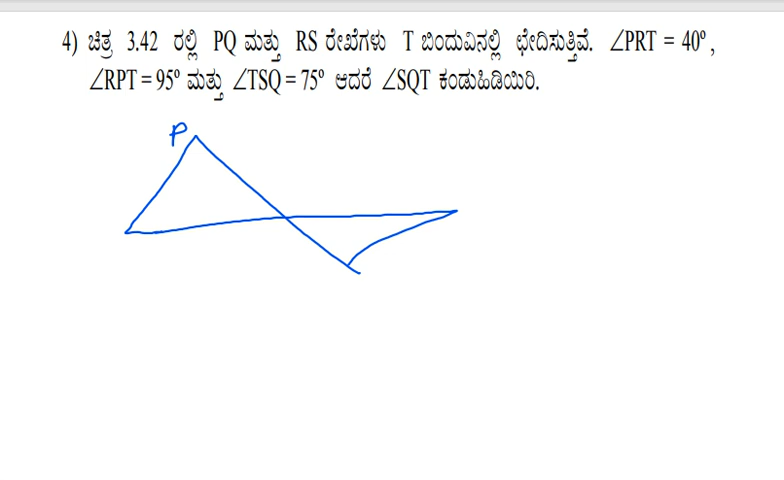 4) ಚಿತ್ರ 3.42 ರಲ್ಲಿ PQ ಮತ್ತು RS ರೇಖೆಗಳು T ಬಿಂದುವಿನಲ್ಲಿ ಛೇದಿಸುತ್ತಿವೆ. ∠PRT = 40°,
∠RPT = 95° ಮತ್ತು ∠TSQ = 75° ಆದರೆ ∠SQT ಕಂಡುಹಿಡಿಯಿರಿ.
P